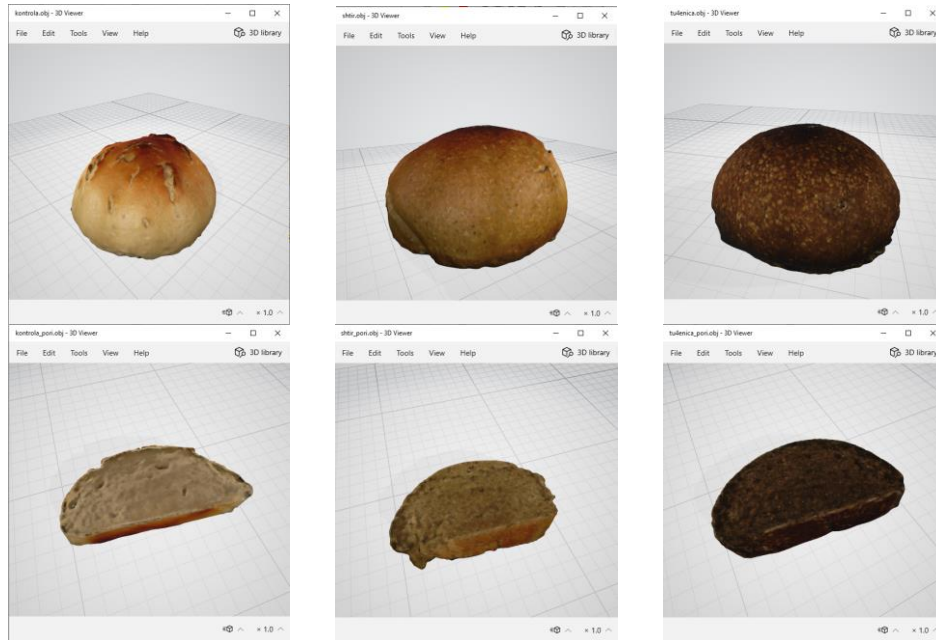 kontrola.obj - 3D Viewer
File Edit Tools View Help 3D library
× 1.0
shtir.obj - 3D Viewer
File Edit Tools View Help 3D library
× 1.0
tuilenica.obj - 3D Viewer
File Edit Tools View Help 3D library
× 1.0
kontrola_pori.obj - 3D Viewer
File Edit Tools View Help 3D library
× 1.0
shtir_pori.obj - 3D Viewer
File Edit Tools View Help 3D library
× 1.0
tuilenica_pori.obj - 3D Viewer
File Edit Tools View Help 3D library
× 1.0